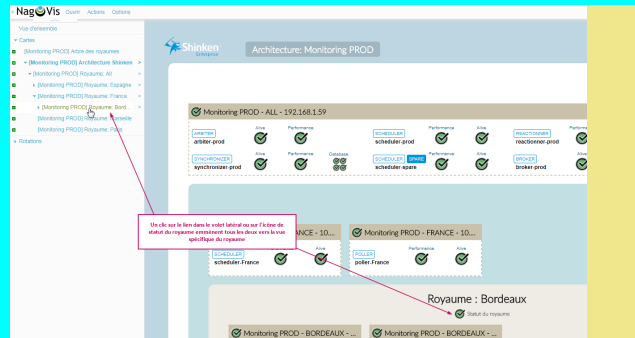 NagVis Ouvrir Actions Options
Vue d'ensemble
Cartes
[Monitoring PROD] Arbre des royaumes
[Monitoring PROD] Architecture Shinken
[Monitoring PROD] Royaume: All
[Monitoring PROD] Royaume: Espagne
[Monitoring PROD] Royaume: France
[Monitoring PROD] Royaume: Bord...
[Monitoring PROD] Royaume: Marseille
[Monitoring PROD] Royaume: Paris
Rotations
Shinken
Enterprise
Architecture: Monitoring PROD
Monitoring PROD - ALL - 192.168.1.59
ARBITER Alive Performance
arbiter-prod
SCHEDULER Performance Alive
scheduler-prod
REACTIONNER
reactionner-prod
SYNCHRONIZER Alive Performance Database
synchronizer-prod
SCHEDULER SPARE Performance Alive
scheduler-spare
BROKER Alive
broker-prod
Un clic sur le lien dans le volet latéral ou sur l'icône de
statut du royaume emmènent tous les deux vers la vue
spécifique du royaume
ANCE - 10....
Monitoring PROD - FRANCE - 10....
SCHEDULER Alive
scheduler-France
POLLER Performance Alive
poller-France
Royaume : Bordeaux
Statut du royaume
Monitoring PROD - BORDEAUX - ...
Monitoring PROD - BORDEAUX - ...